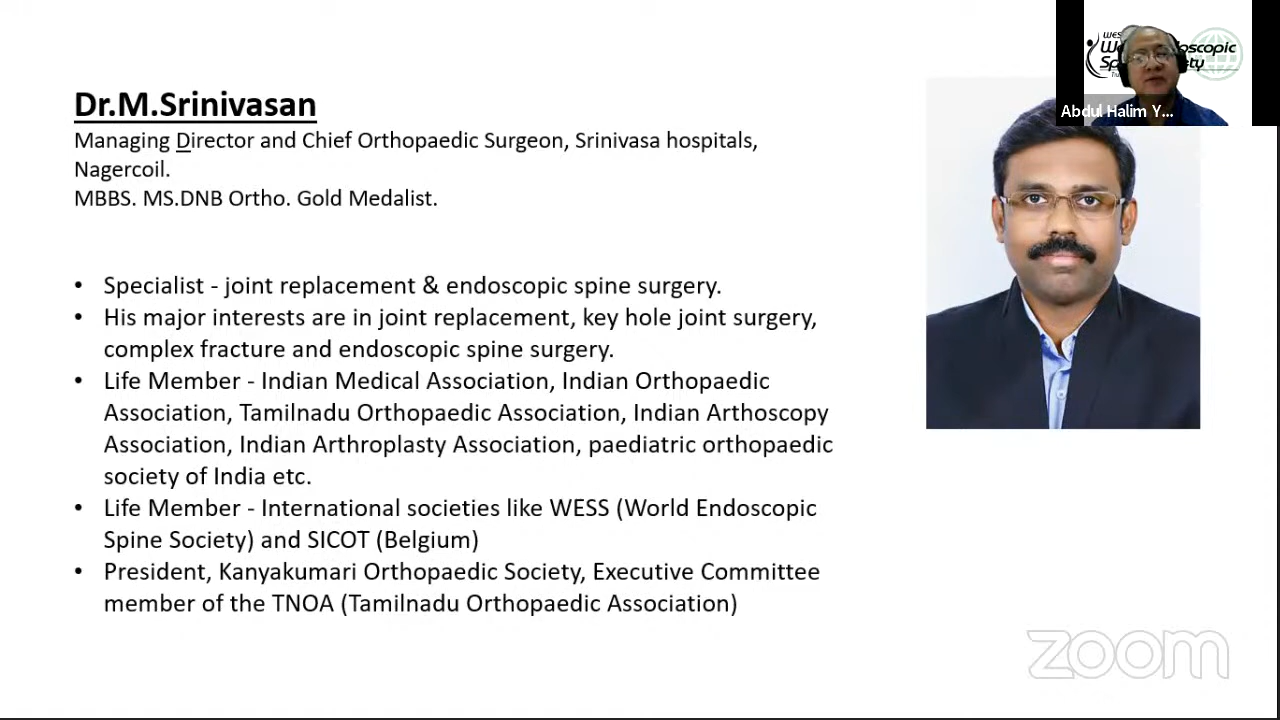 Dr.M.Srinivasan
Managing Director and Chief Orthopaedic Surgeon, Srinivasa hospitals,
Nagercoil.
MBBS. MS.DNB Ortho. Gold Medalist.
• Specialist - joint replacement & endoscopic spine surgery.
• His major interests are in joint replacement, key hole joint surgery,
complex fracture and endoscopic spine surgery.
• Life Member - Indian Medical Association, Indian Orthopaedic
Association, Tamilnadu Orthopaedic Association, Indian Arthoscopy
Association, Indian Arthroplasty Association, paediatric orthopaedic
society of India etc.
• Life Member - International societies like WESS (World Endoscopic
Spine Society) and SICOT (Belgium)
• President, Kanyakumari Orthopaedic Society, Executive Committee
member of the TNOA (Tamilnadu Orthopaedic Association)
Abdul Halim Y...
zoom